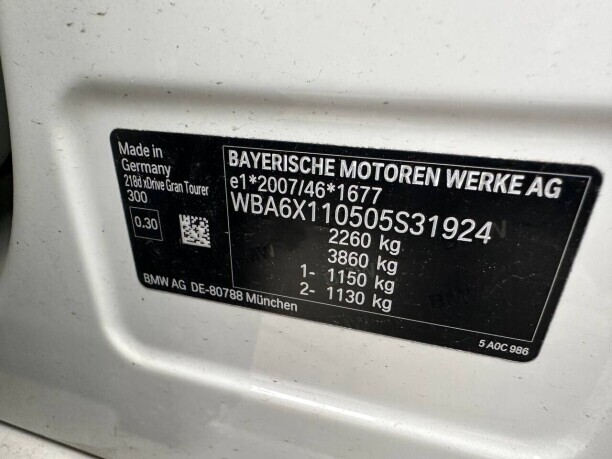 Made in
Germany
218d xDrive Gran Tourer
300
0.30
BMW AG DE-80788 München
BAYERISCHE MOTOREN WERKE AG
e1*2007/46*1677
WBA6X110505S31924
2260 kg
3860 kg
1- 1150 kg
2- 1130 kg
5 A0C 986